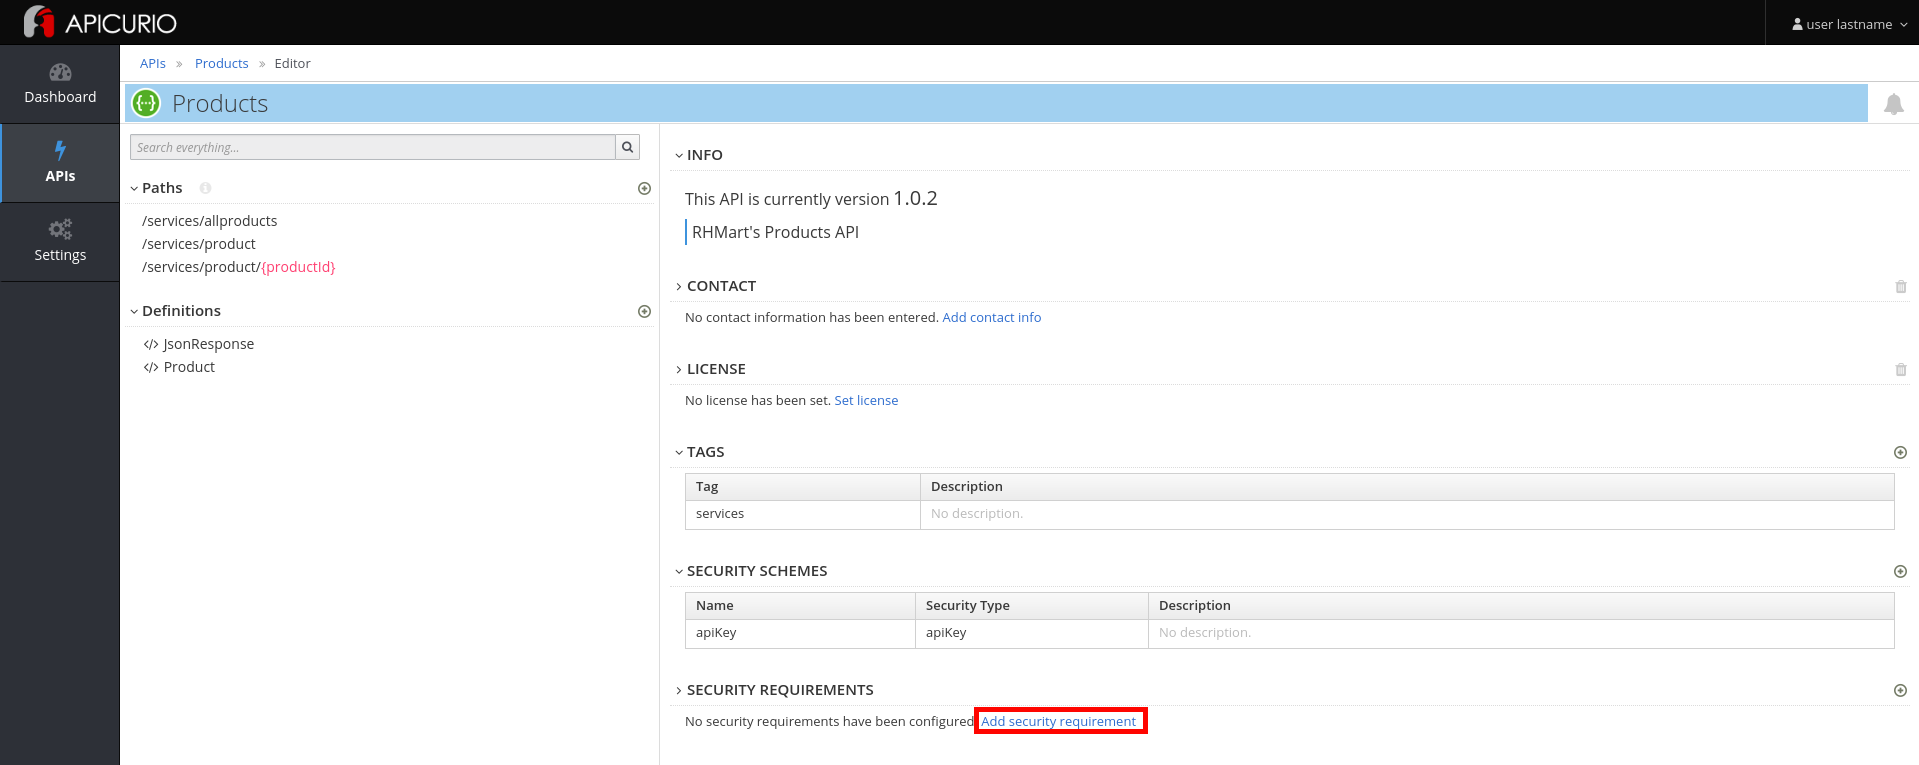 APICURIO
user lastname
Dashboard
APIs
Settings
APIs » Products » Editor
{···} Products
Search everything...
Paths
/services/allproducts
/services/product
/services/product/{productId}
Definitions
</> JsonResponse
</> Product
INFO
This API is currently version 1.0.2
RHMart's Products API
CONTACT
No contact information has been entered. Add contact info
LICENSE
No license has been set. Set license
TAGS
Tag Description
services No description.
SECURITY SCHEMES
Name Security Type Description
apiKey apiKey No description.
SECURITY REQUIREMENTS
No security requirements have been configured Add security requirement